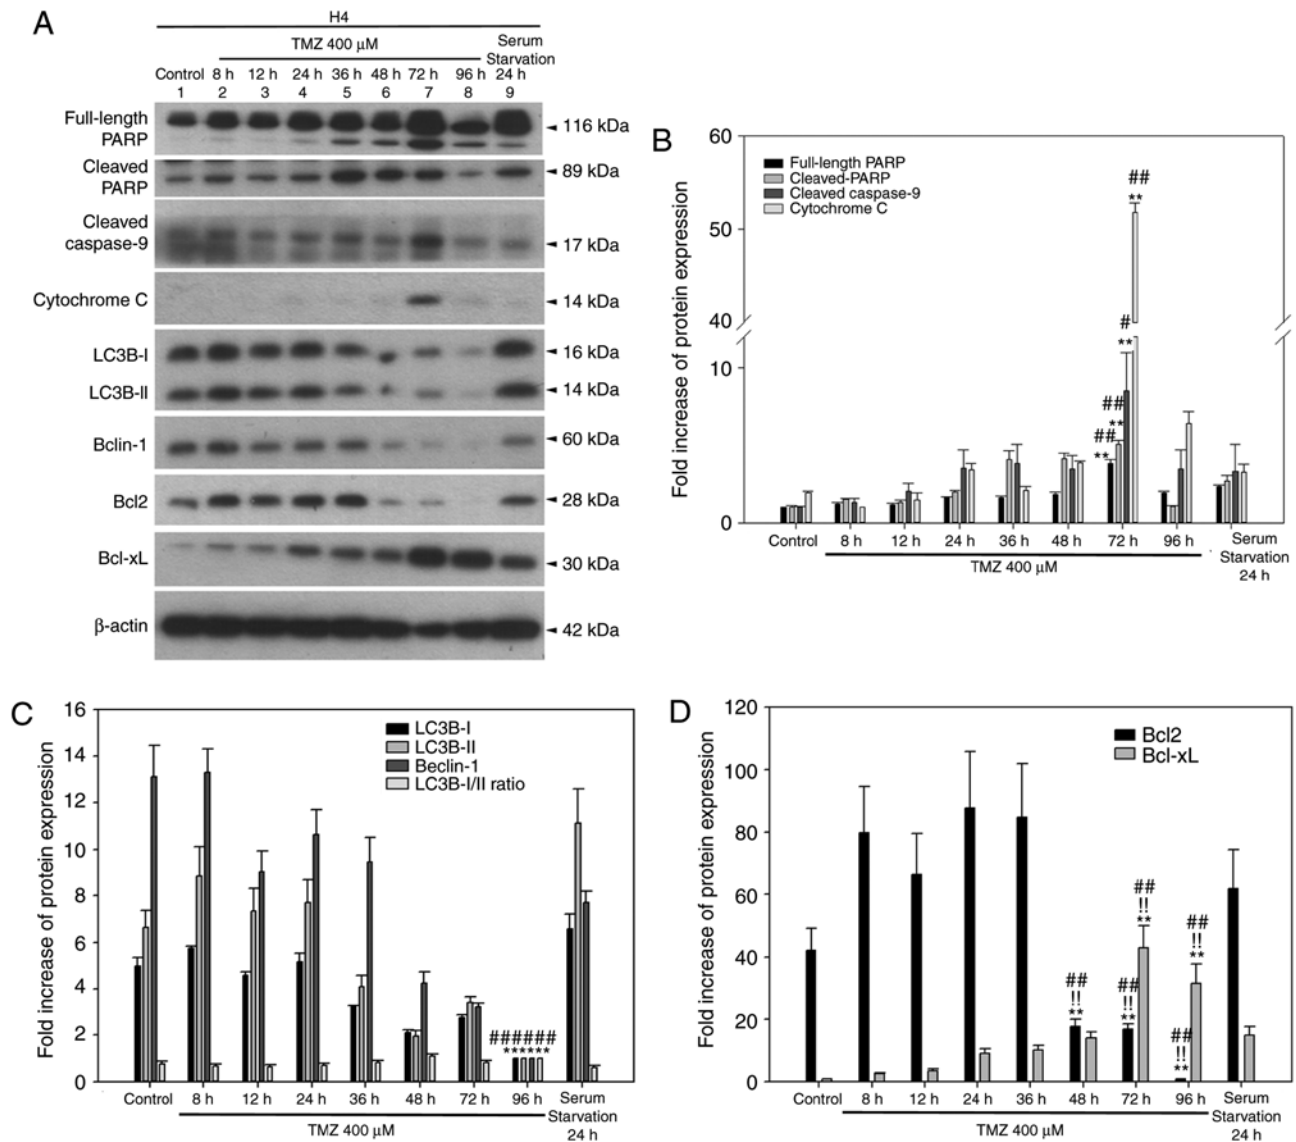 A
H4
TMZ 400 μM
Serum
Starvation
Control 8 h 12 h 24 h 36 h 48 h 72 h 96 h 24 h
1 2 3 4 5 6 7 8 9
Full-length
PARP
116 kDa
Cleaved
PARP
89 kDa
Cleaved
caspase-9
17 kDa
Cytochrome C
14 kDa
LC3B-I
16 kDa
LC3B-II
14 kDa
Bclin-1
60 kDa
Bcl2
28 kDa
Bcl-xL
30 kDa
β-actin
42 kDa
B
Fold increase of protein expression
60
50
40
10
0
Full-length PARP
Cleaved-PARP
Cleaved caspase-9
Cytochrome C
##
**
##
**
#
**
##
**
Control 8 h 12 h 24 h 36 h 48 h 72 h 96 h Serum
Starvation
24 h
TMZ 400 μM
C
Fold increase of protein expression
16
14
12
10
8
6
4
2
0
LC3B-I
LC3B-II
Beclin-1
LC3B-I/II ratio
######
******
Control 8 h 12 h 24 h 36 h 48 h 72 h 96 h Serum
Starvation
24 h
TMZ 400 μM
D
Fold increase of protein expression
120
100
80
60
40
20
0
Bcl2
Bcl-xL
##
!!
**
##
!!
**
##
!!
**
##
!!
**
##
!!
**
Control 8 h 12 h 24 h 36 h 48 h 72 h 96 h Serum
Starvation
24 h
TMZ 400 μM